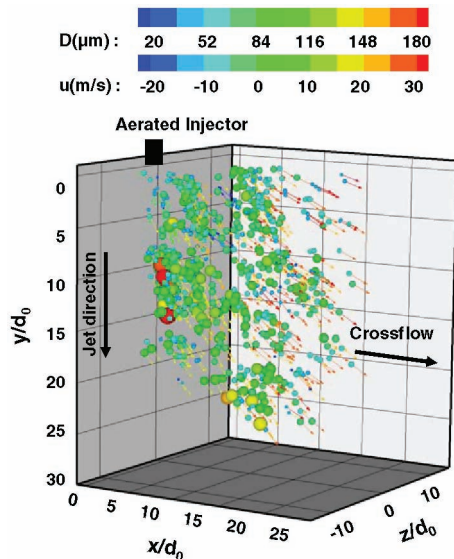 D(μm) : 20 52 84 116 148 180
u(m/s) : -20 -10 0 10 20 30
Aerated Injector
0
5
10
15
20
25
30
y/d0
Jet direction
Crossflow
0 5 10 15 20 25
x/d0
-10 0 10
z/d0